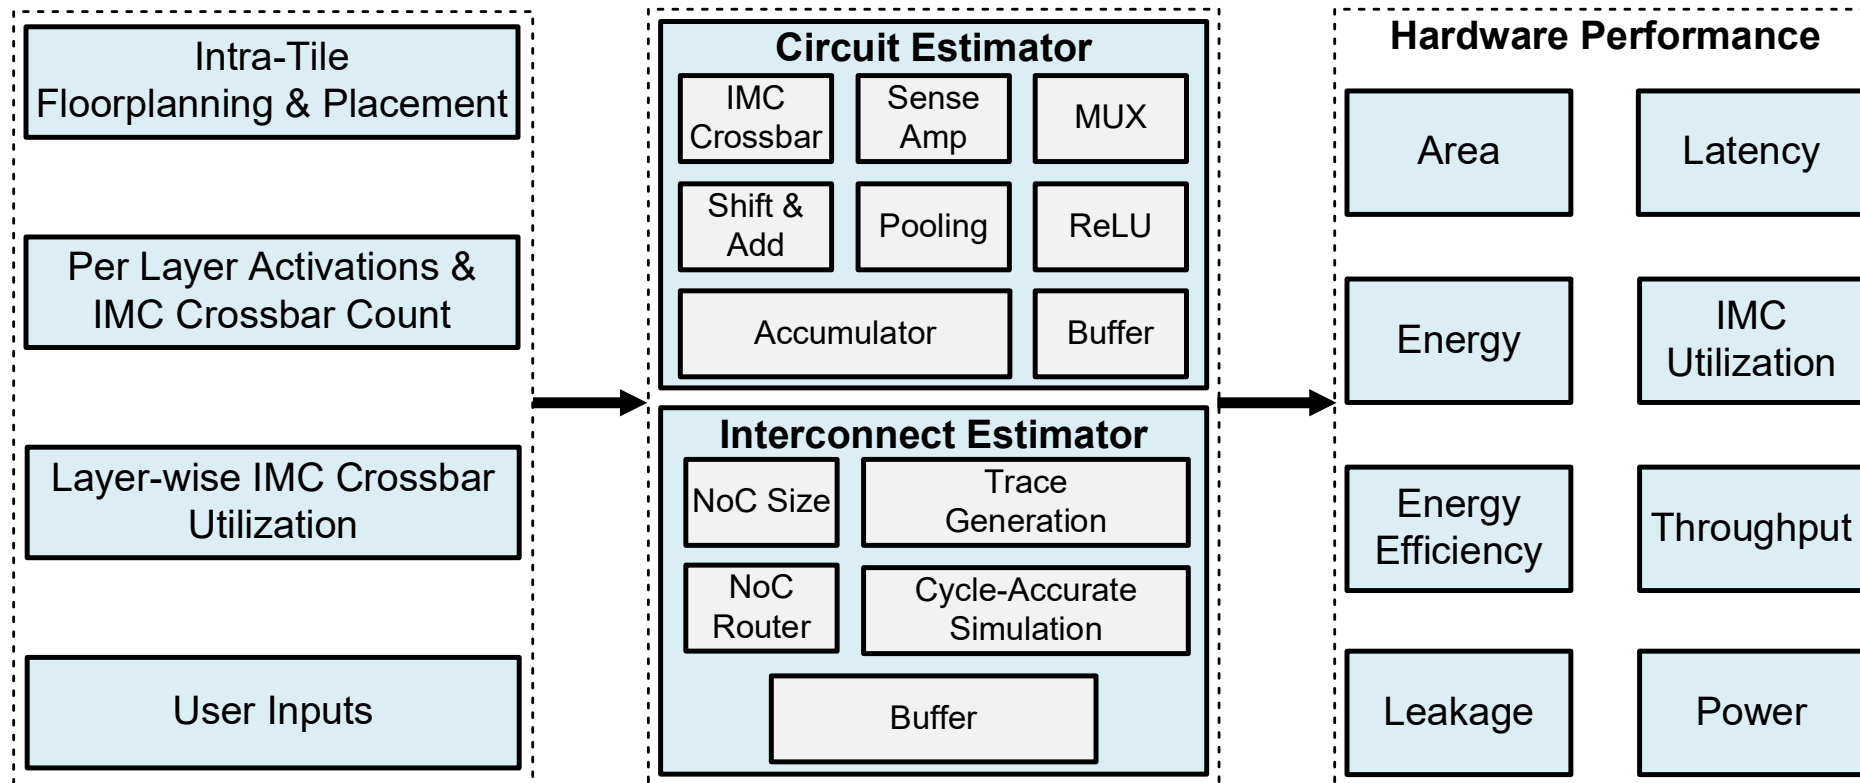 Intra-Tile
Floorplanning & Placement
Per Layer Activations &
IMC Crossbar Count
Layer-wise IMC Crossbar
Utilization
User Inputs
Circuit Estimator
IMC
Crossbar
Sense
Amp
MUX
Shift &
Add
Pooling
ReLU
Accumulator
Buffer
Interconnect Estimator
NoC Size
Trace
Generation
NoC
Router
Cycle-Accurate
Simulation
Buffer
Hardware Performance
Area
Latency
Energy
IMC
Utilization
Energy
Efficiency
Throughput
Leakage
Power